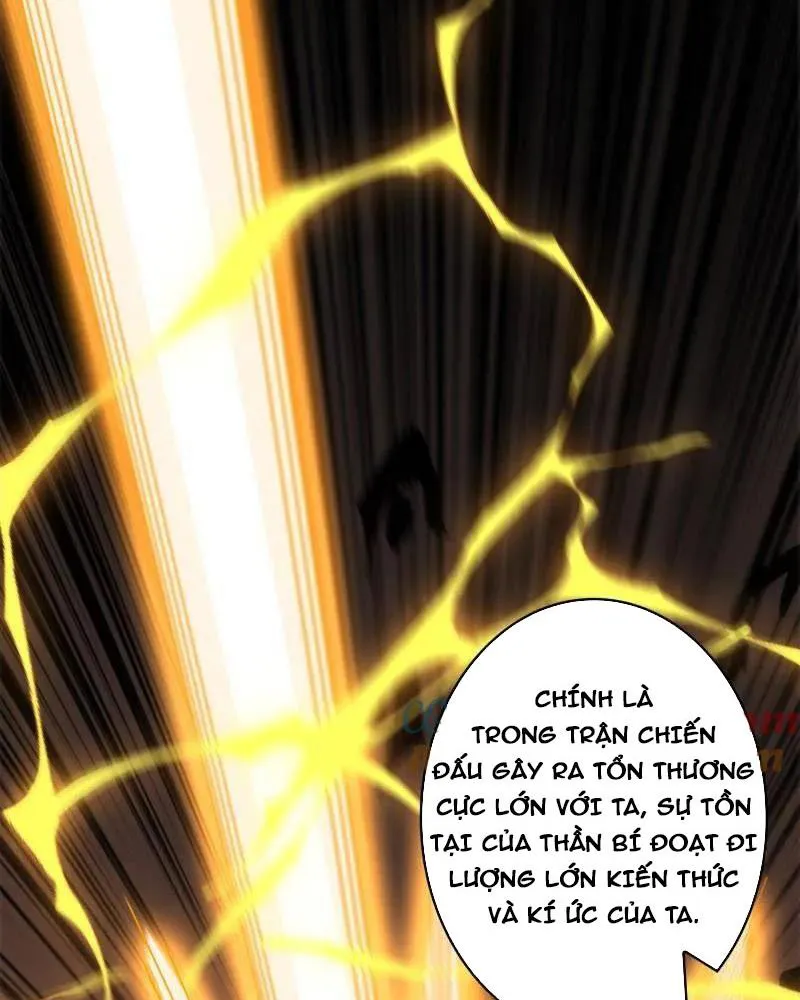 CHÍNH LÀ
TRONG TRẬN CHIẾN
ĐẤU GÂY RA TỔN THƯƠNG
CỰC LỚN VỚI TA, SỰ TỒN
TẠI CỦA THẦN BÍ ĐOẠT ĐI
LƯỢNG LỚN KIẾN THỨC
VÀ KÍ ỨC CỦA TA.